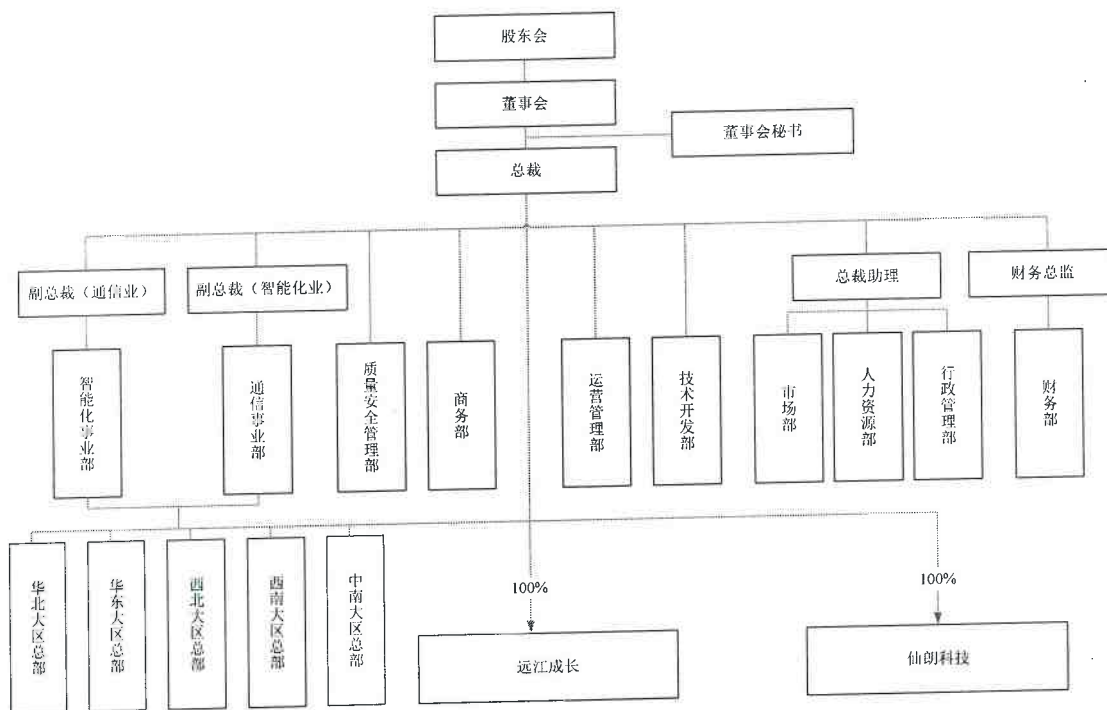 股东会
董事会
董事会秘书
总裁
副总裁（通信业）
副总裁（智能化业）
总裁助理
财务总监
智能化事业部
通信事业部
质量安全管理部
商务部
运营管理部
技术开发部
市场部
人力资源部
行政管理部
财务部
华北大区总部
华东大区总部
西北大区总部
西南大区总部
中南大区总部
100%
100%
远江成长
仙朗科技